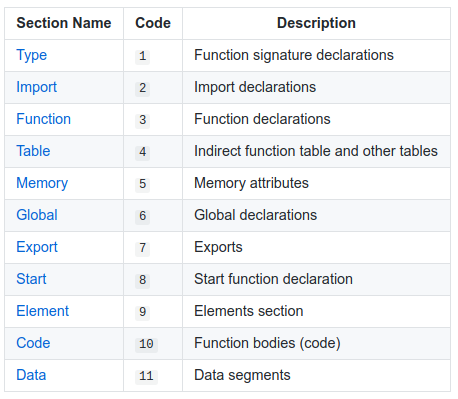 Section Name Code Description
Type 1 Function signature declarations
Import 2 Import declarations
Function 3 Function declarations
Table 4 Indirect function table and other tables
Memory 5 Memory attributes
Global 6 Global declarations
Export 7 Exports
Start 8 Start function declaration
Element 9 Elements section
Code 10 Function bodies (code)
Data 11 Data segments